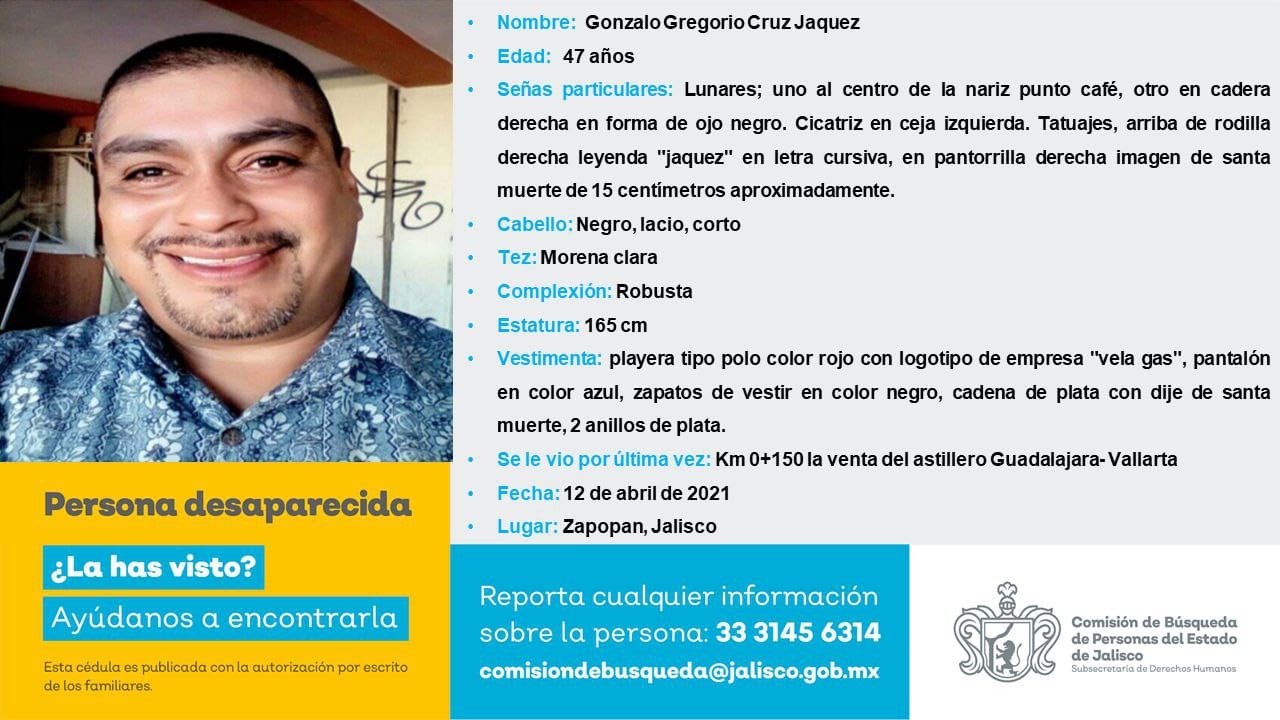 Nombre: Gonzalo Gregorio Cruz Jaquez
Edad: 47 años
Señas particulares: Lunares; uno al centro de la nariz punto café, otro en cadera
derecha en forma de ojo negro. Cicatriz en ceja izquierda. Tatuajes, arriba de rodilla
derecha leyenda "jaquez" en letra cursiva, en pantorrilla derecha imagen de santa
muerte de 15 centímetros aproximadamente.
Cabello: Negro, lacio, corto
Tez: Morena clara
Complexión: Robusta
Estatura: 165 cm
Vestimenta: playera tipo polo color rojo con logotipo de empresa "vela gas", pantalón
en color azul, zapatos de vestir en color negro, cadena de plata con dije de santa
muerte, 2 anillos de plata.
Se le vio por última vez: Km 0+150 la venta del astillero Guadalajara- Vallarta
Fecha: 12 de abril de 2021
Lugar: Zapopan, Jalisco
Persona desaparecida
¿La has visto?
Ayúdanos a encontrarla
Esta cédula es publicada con la autorización por escrito
de los familiares.
Reporta cualquier información
sobre la persona: 33 3145 6314
comisiondebusqueda@jalisco.gob.mx
Comisión de Búsqueda
de Personas del Estado
de Jalisco
Subsecretaría de Derechos Humanos